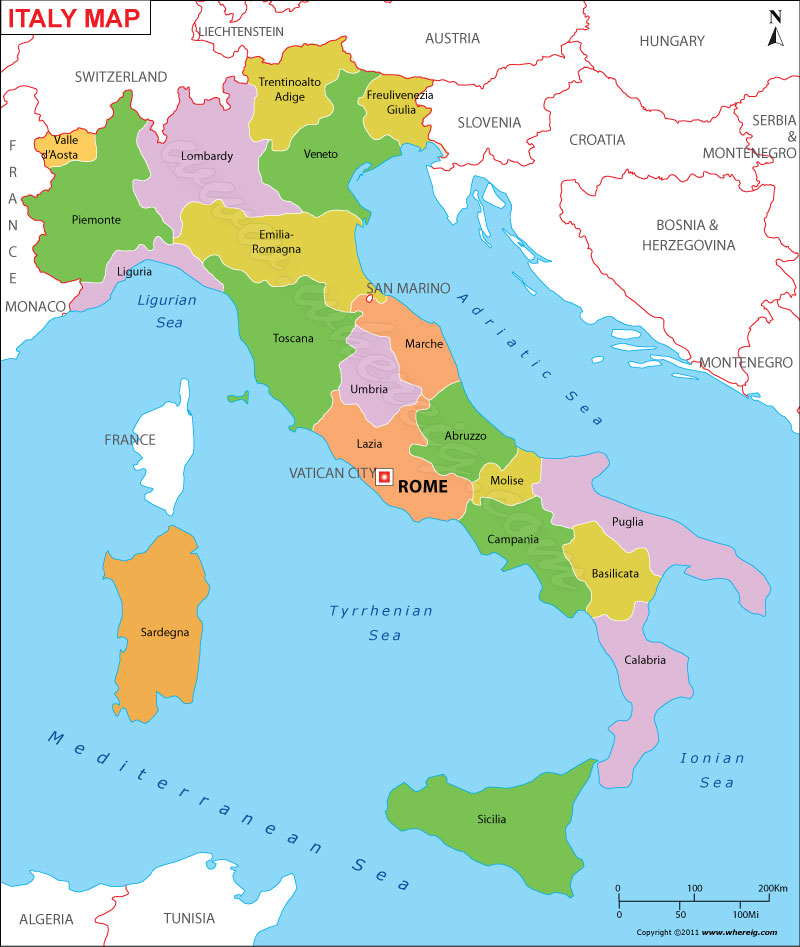 ITALY MAP
N
LIECHTENSTEIN
AUSTRIA
HUNGARY
SWITZERLAND
Trentinoalto
Adige
Freulivenezia
Giulia
SLOVENIA
CROATIA
SERBIA
&
MONTENEGRO
FRANCE
Valle
d'Aosta
Lombardy
Veneto
Piemonte
Emilia-
Romagna
BOSNIA &
HERZEGOVINA
Liguria
MONACO
Ligurian
Sea
SAN MARINO
Adriatic Sea
Toscana
Marche
MONTENEGRO
Umbria
FRANCE
Lazia
Abruzzo
VATICAN CITY
ROME
Molise
Puglia
Campania
Basilicata
Sardegna
Tyrrhenian
Sea
Calabria
Mediterranean Sea
Ionian
Sea
Sicilia
ALGERIA
TUNISIA
0 100 200Km
0 50 100Mi
Copyright ©2011 www.whereig.com